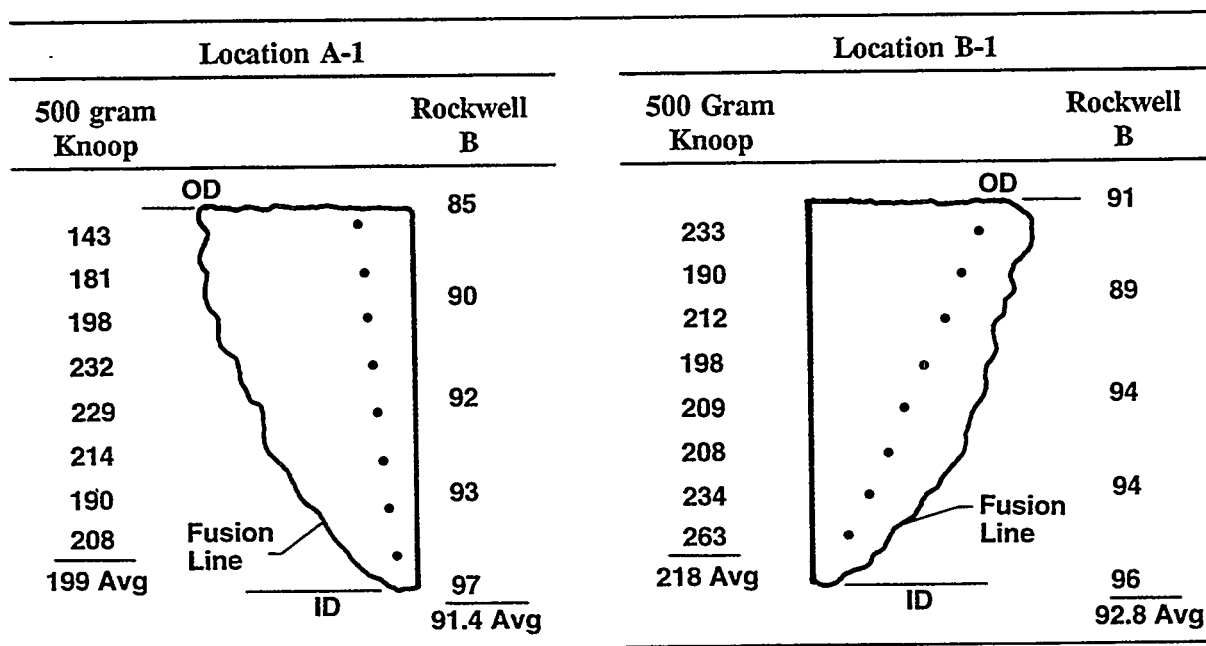 Location A-1
500 gram
Knoop
Rockwell
B
OD
85
143
181
90
198
232
92
229
214
93
190
208
Fusion
Line
199 Avg
97
ID
91.4 Avg
Location B-1
500 Gram
Knoop
Rockwell
B
OD
91
233
190
89
212
198
94
209
208
94
234
Fusion
Line
263
218 Avg
96
ID
92.8 Avg